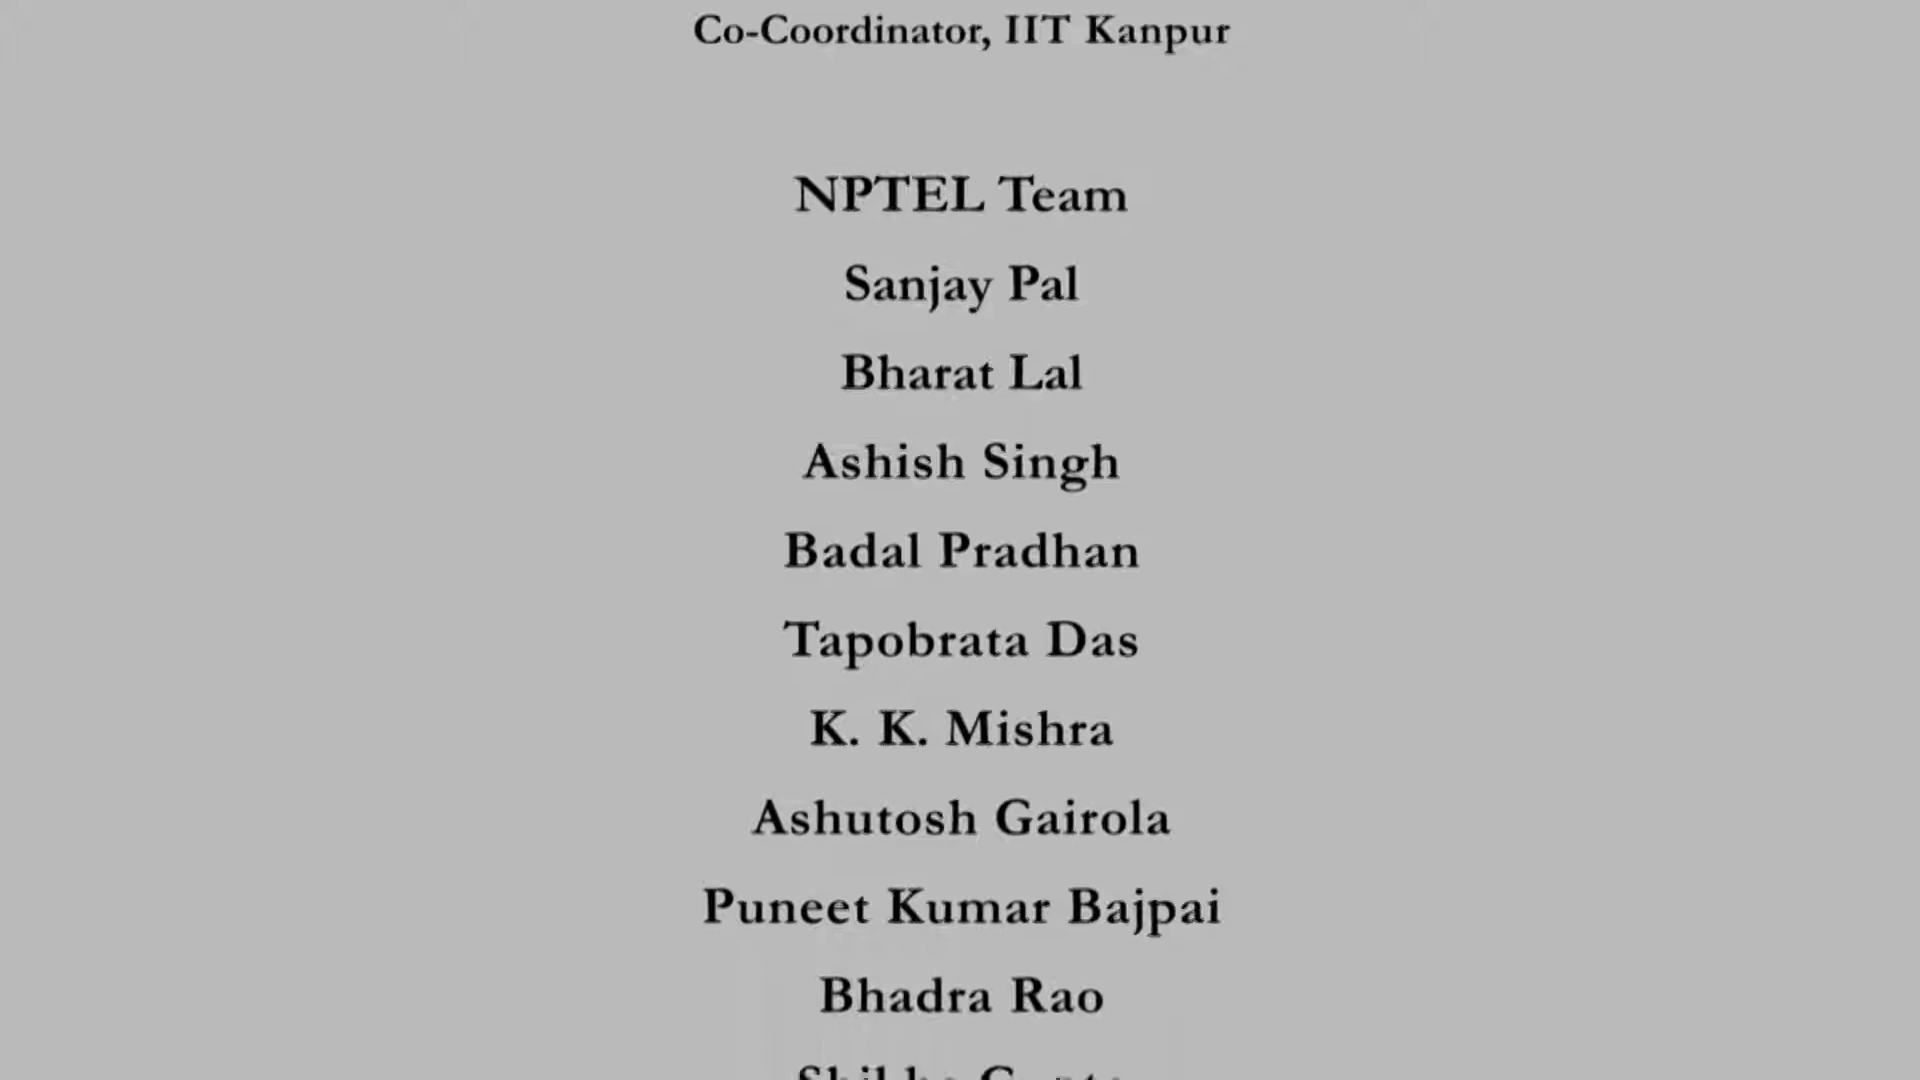 Co-Coordinator, IIT Kanpur
NPTEL Team
Sanjay Pal
Bharat Lal
Ashish Singh
Badal Pradhan
Tapobrata Das
K. K. Mishra
Ashutosh Gairola
Puneet Kumar Bajpai
Bhadra Rao